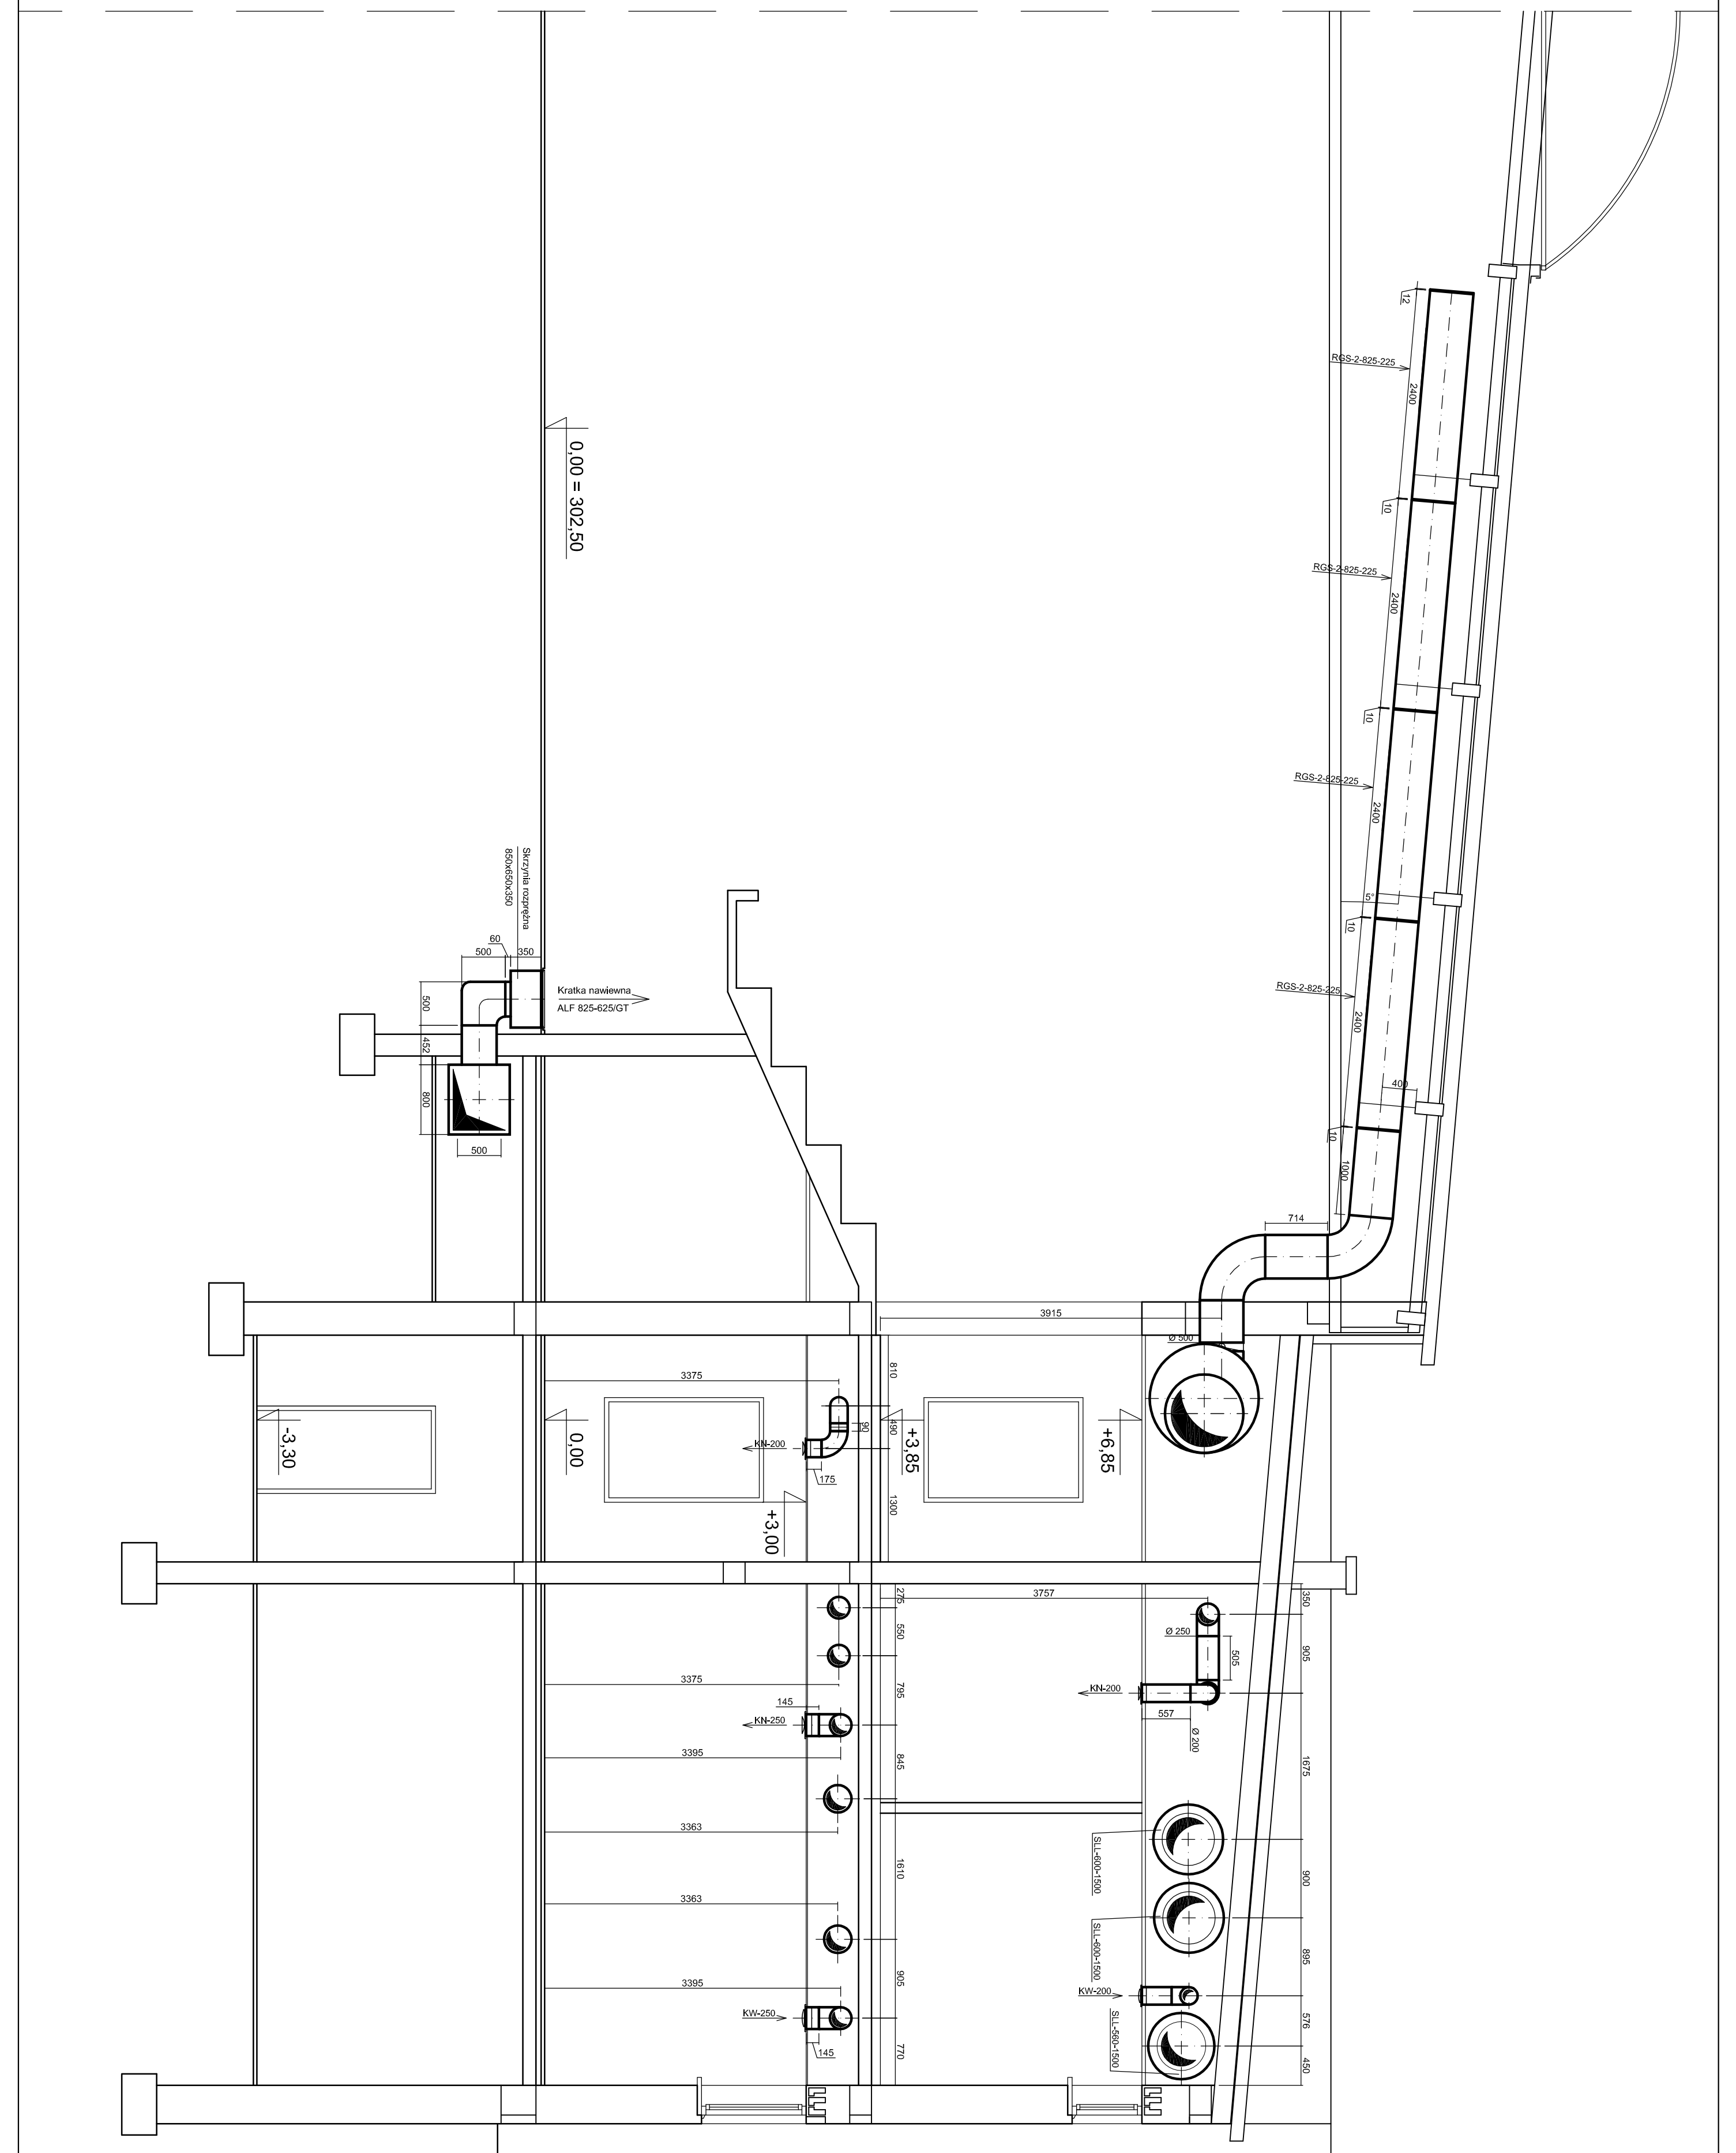 12
RGS-2-825-225
2400
10
RGS-2-825-225
2400
10
RGS-2-825-225
2400
5°
10
RGS-2-825-225
2400
400
10
1000
714
0,00 = 302,50
Skrzynia rozprężna
850x650x350
60
500
350
Kratka nawiewna
ALF 825-625/GT
500
452
800
500
3915
Ø 500
810
3375
490
90
KN-200
175
1300
-3,30
0,00
+3,00
+3,85
+6,85
275
550
795
845
1610
905
770
3757
350
905
1675
900
895
576
450
Ø 250
505
KN-200
557
Ø 200
3375
145
KN-250
3395
3363
3363
3395
KW-250
145
SLL-600-1500
SLL-600-1500
KW-200
SLL-560-1500